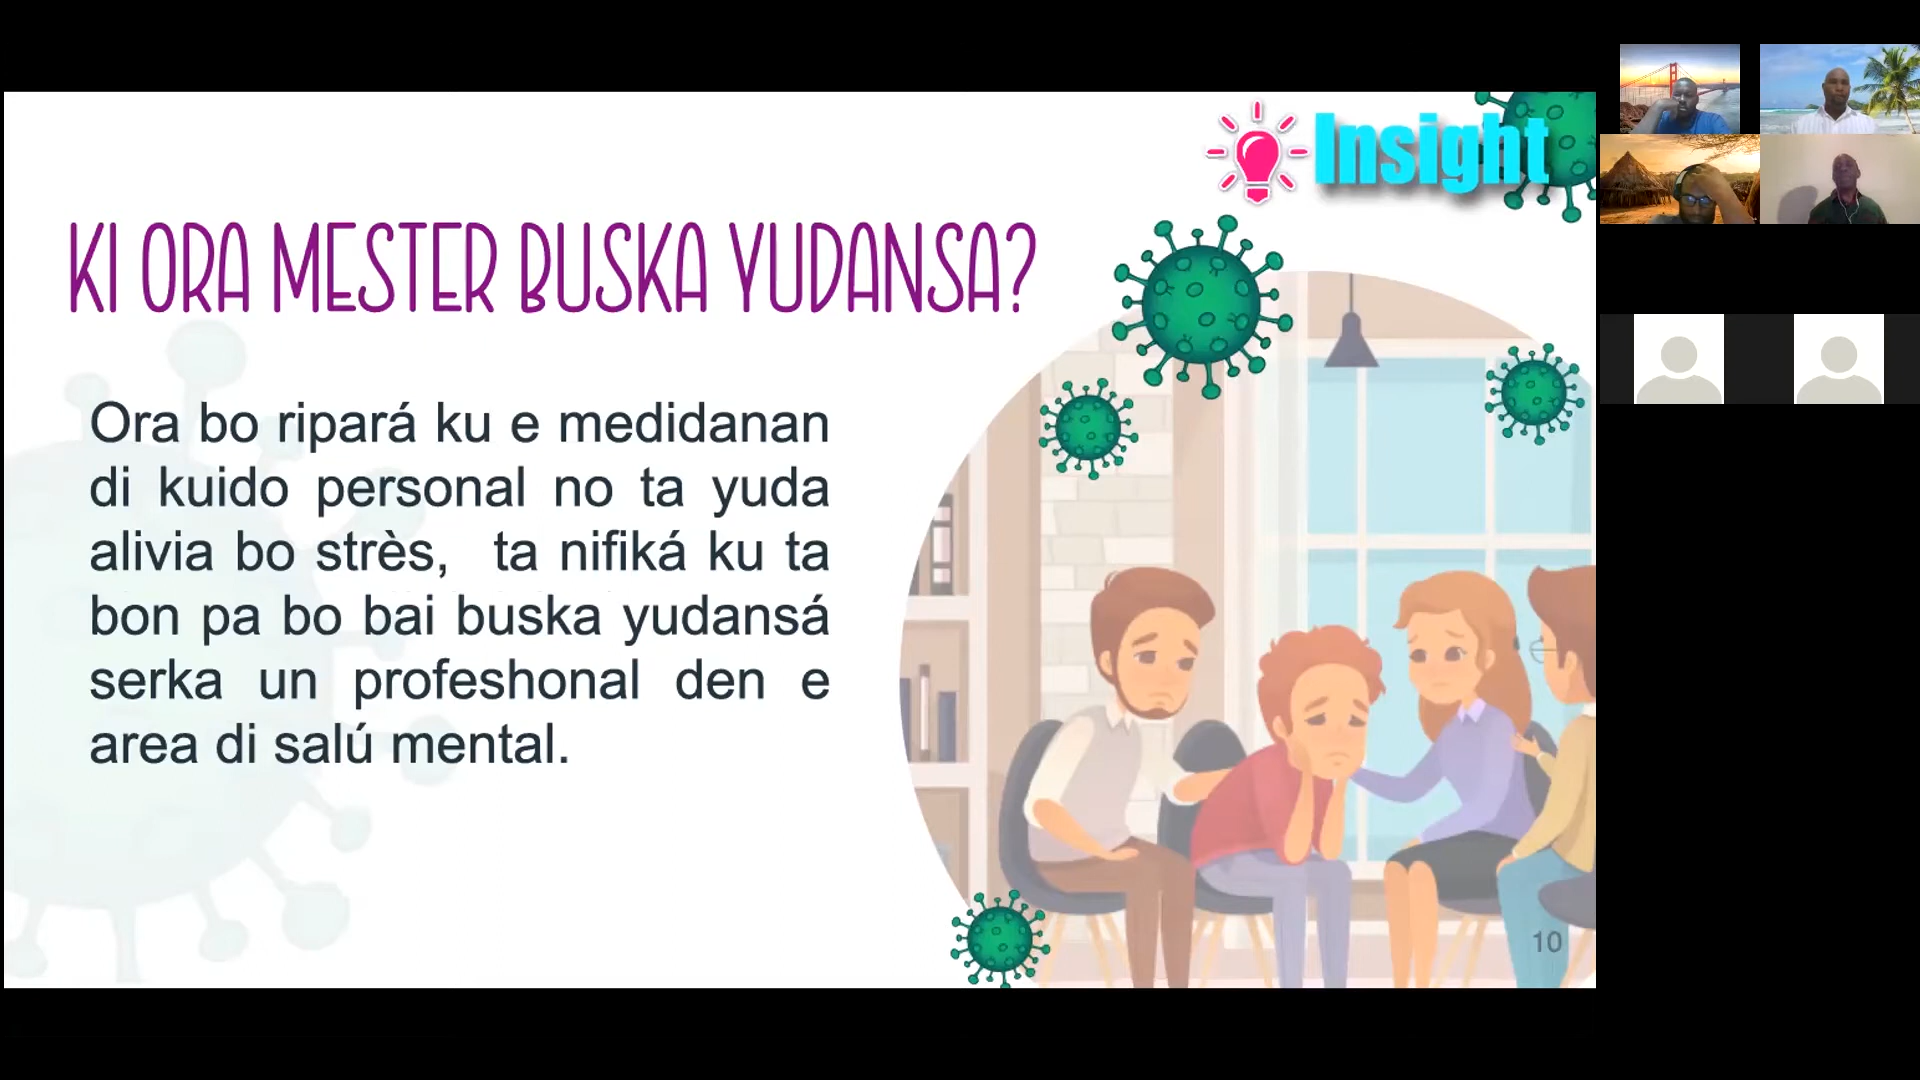 Insight
KI ORA MESTER BUSKA YUDANSA?
Ora bo ripará ku e medidanan
di kuido personal no ta yuda
alivia bo strès, ta nifiká ku ta
bon pa bo bai buska yudansá
serka un profeshonal den e
area di salú mental.
10